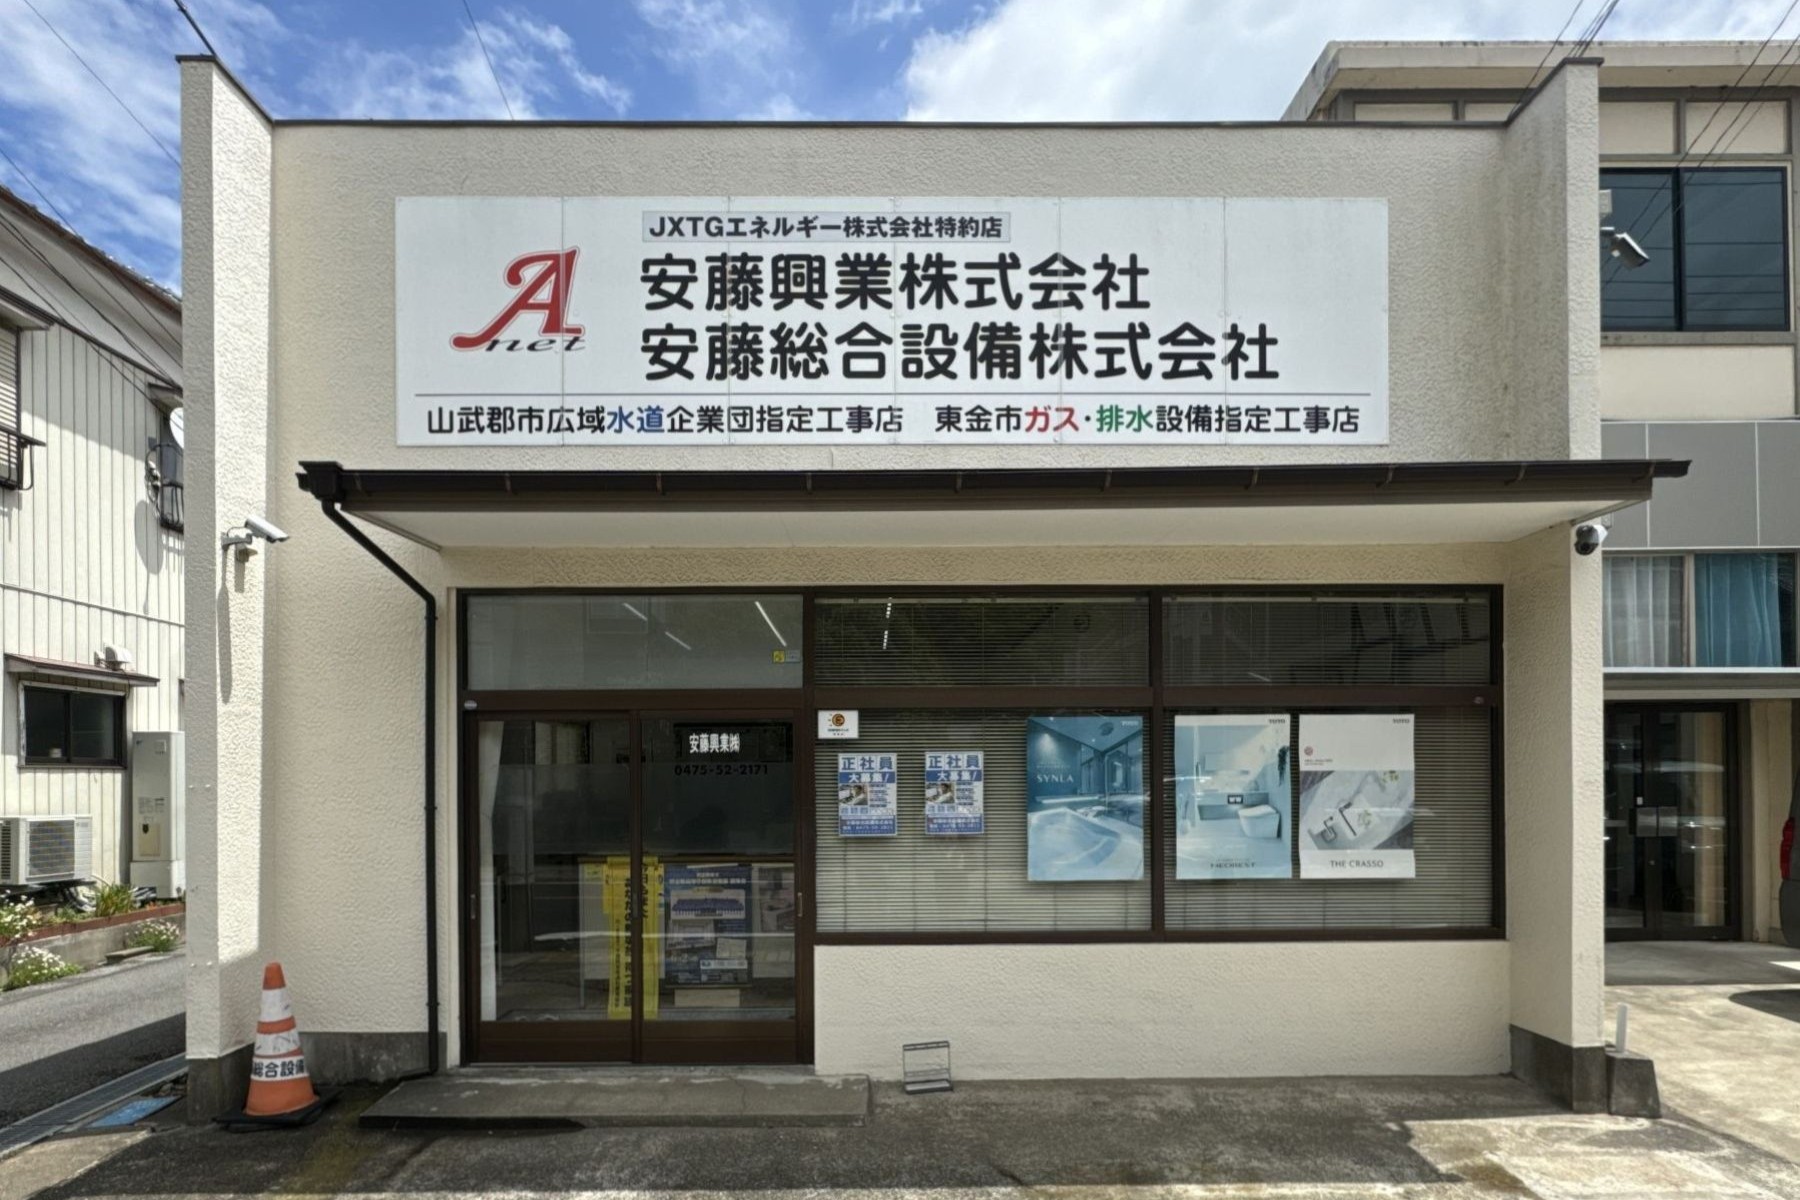 JXTGエネルギー株式会社特約店
A
net
安藤興業株式会社
安藤総合設備株式会社
山武郡市広域水道企業団指定工事店 東金市ガス・排水設備指定工事店
安藤興業㈱
0475-52-2171
正社員
大募集!
正社員
大募集!
SYNLA
TOTO
NEOREST
TOTO
THE CRASSO
総合設備